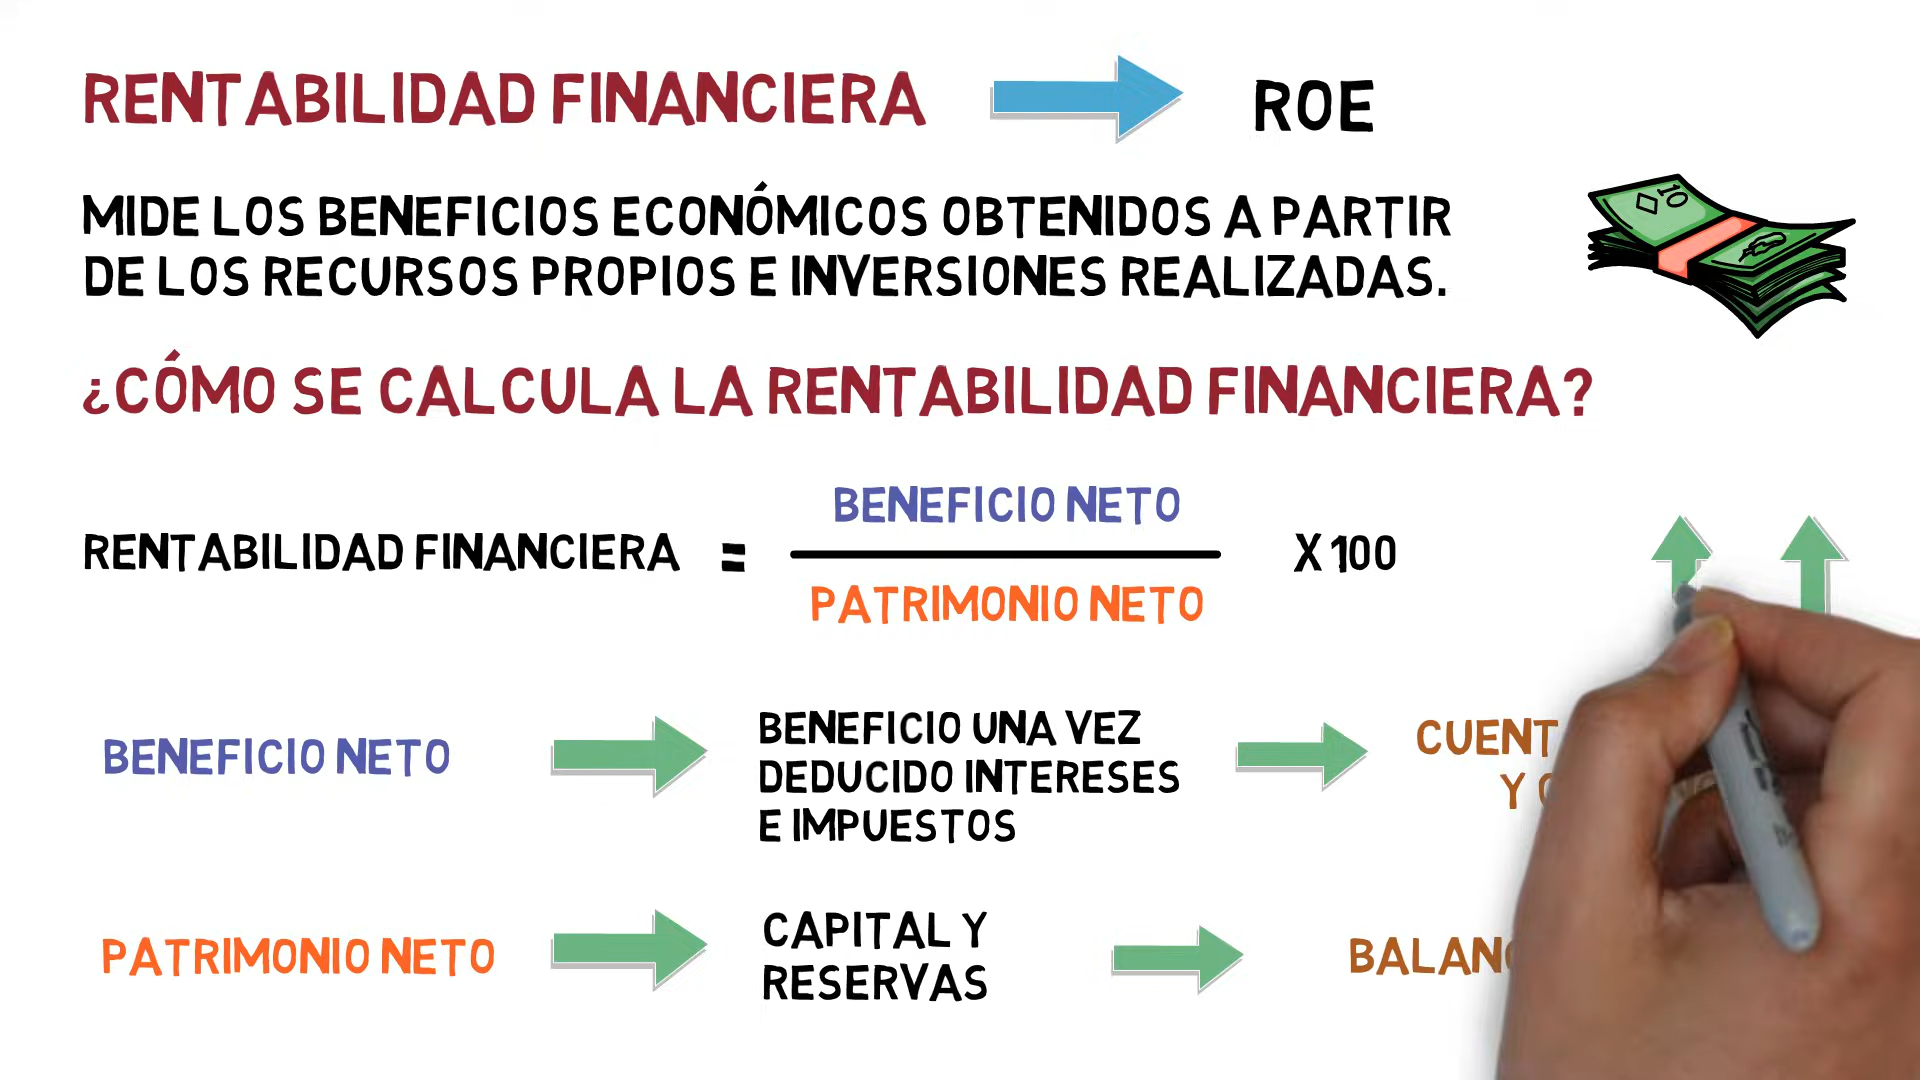 RENTABILIDAD FINANCIERA ROE
MIDE LOS BENEFICIOS ECONÓMICOS OBTENIDOS A PARTIR
DE LOS RECURSOS PROPIOS E INVERSIONES REALIZADAS.
10
¿CÓMO SE CALCULA LA RENTABILIDAD FINANCIERA?
BENEFICIO NETO
RENTABILIDAD FINANCIERA = X 100
PATRIMONIO NETO
BENEFICIO NETO
BENEFICIO UNA VEZ
DEDUCIDO INTERESES
E IMPUESTOS
Y
PATRIMONIO NETO
CAPITAL Y
RESERVAS